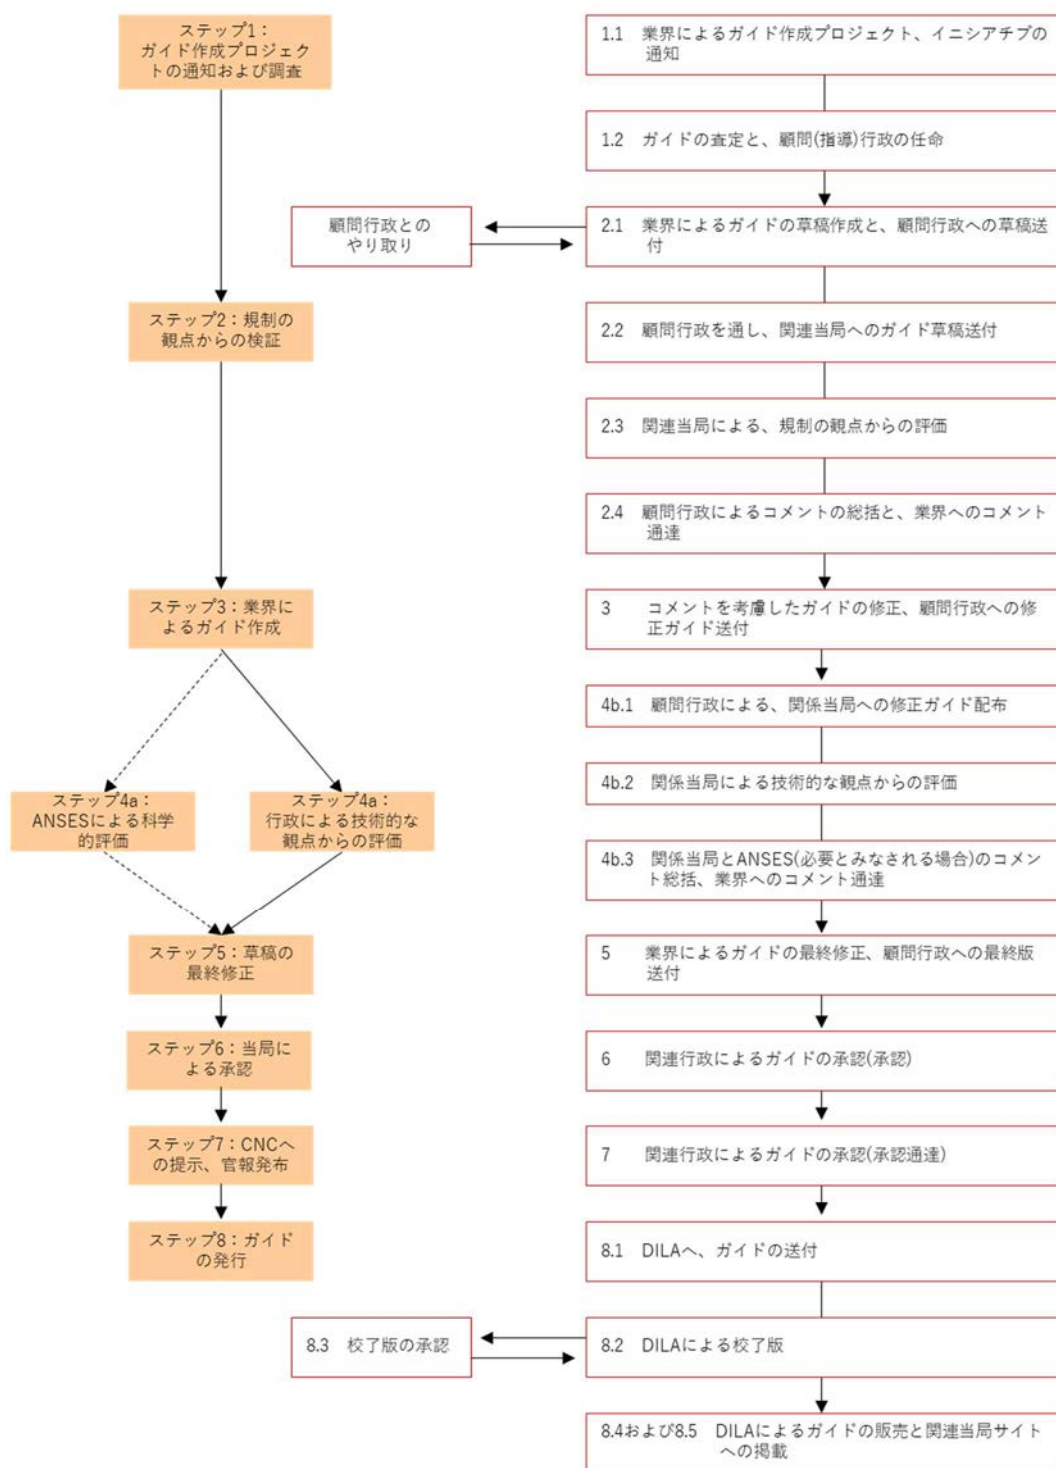 ステップ1：
ガイド作成プロジェク
トの通知および調査
ステップ2：規制の
観点からの検証
ステップ3：業界に
よるガイド作成
ステップ4a：
ANSESによる科学
的評価
ステップ4a：
行政による技術的な
観点からの評価
ステップ5：草稿の
最終修正
ステップ6：当局に
よる承認
ステップ7：CNCへ
の提示、官報発布
ステップ8：ガイド
の発行
1.1 業界によるガイド作成プロジェクト、イニシアチブの
通知
1.2 ガイドの査定と、顧問(指導)行政の任命
顧問行政との
やり取り
2.1 業界によるガイドの草稿作成と、顧問行政への草稿送
付
2.2 顧問行政を通し、関連当局へのガイド草稿送付
2.3 関連当局による、規制の観点からの評価
2.4 顧問行政によるコメントの総括と、業界へのコメント
通達
3 コメントを考慮したガイドの修正、顧問行政への修
正ガイド送付
4b.1 顧問行政による、関係当局への修正ガイド配布
4b.2 関係当局による技術的な観点からの評価
4b.3 関係当局とANSES(必要とみなされる場合)のコメン
ト総括、業界へのコメント通達
5 業界によるガイドの最終修正、顧問行政への最終版
送付
6 関連行政によるガイドの承認(承認)
7 関連行政によるガイドの承認(承認通達)
8.1 DILAへ、ガイドの送付
8.3 校了版の承認
8.2 DILAによる校了版
8.4および8.5 DILAによるガイドの販売と関連当局サイト
への掲載